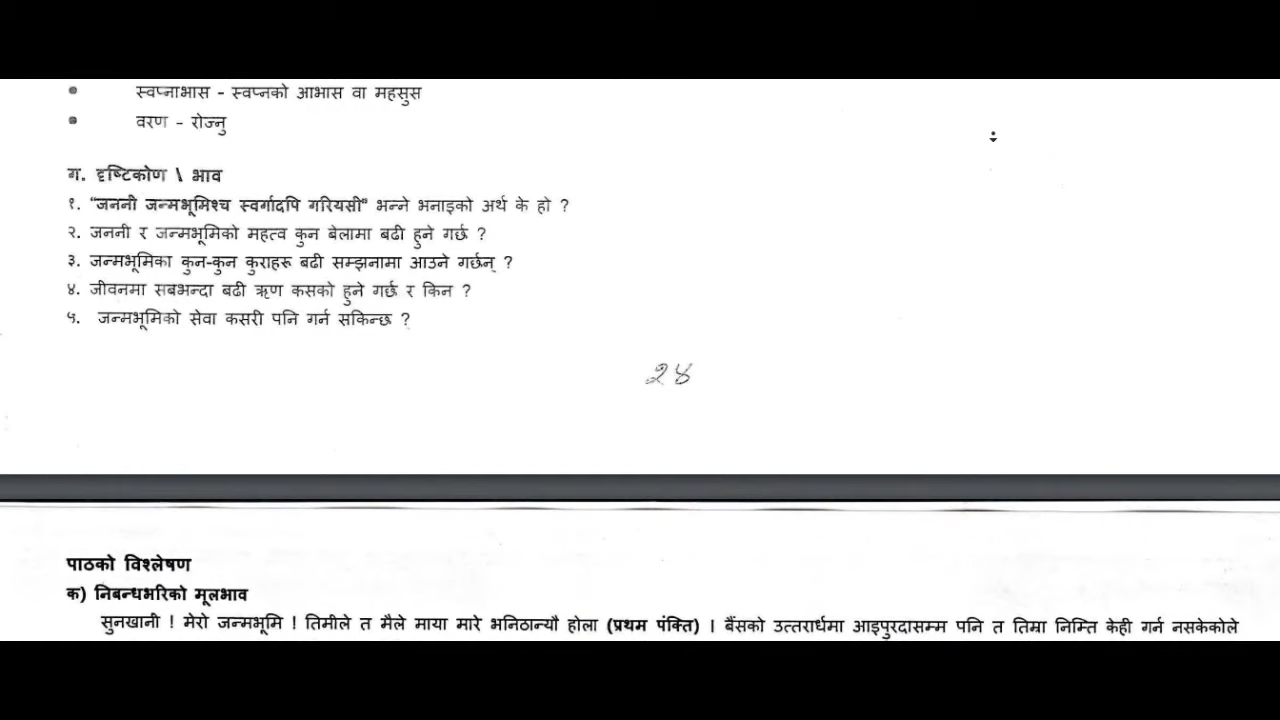 • स्वप्नाभास - स्वप्नको आभास वा महसुस
• वरण - रोज्नु
ग. दृष्टिकोण \ भाव
१. "जननी जन्मभूमिश्च स्वर्गादपि गरियसी" भन्ने भनाइको अर्थ के हो ?
२. जननी र जन्मभूमिको महत्व कुन बेलामा बढी हुने गर्छ ?
३. जन्मभूमिका कुन-कुन कुराहरू बढी सम्झनामा आउने गर्छन् ?
४. जीवनमा सबभन्दा बढी ऋण कसको हुने गर्छ र किन ?
५. जन्मभूमिको सेवा कसरी पनि गर्न सकिन्छ ?
२४
पाठको विश्लेषण
क) निबन्धभरिको मूलभाव
सुनखानी ! मेरो जन्मभूमि ! तिमीले त मैले माया मारे भनिठान्यौ होला (प्रथम पंक्ति) । बैंसको उत्तरार्धमा आइपुग्दासम्म पनि त तिम्रा निम्ति केही गर्न नसकेकोले